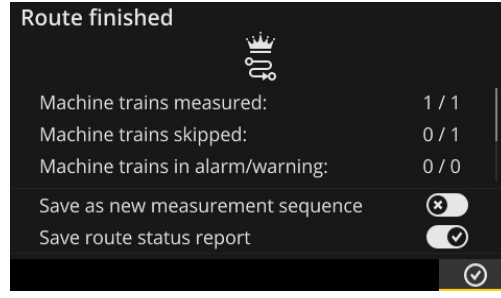 Route finished
Machine trains measured: 1 / 1
Machine trains skipped: 0 / 1
Machine trains in alarm/warning: 0 / 0
Save as new measurement sequence
Save route status report